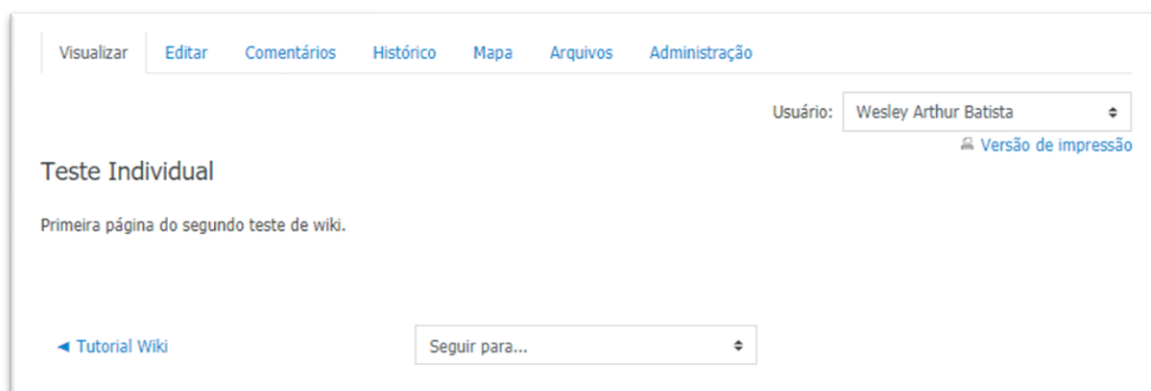 Visualizar Editar Comentários Histórico Mapa Arquivos Administração
Usuário: Wesley Arthur Batista
Versão de impressão
Teste Individual
Primeira página do segundo teste de wiki.
◄ Tutorial Wiki Seguir para...